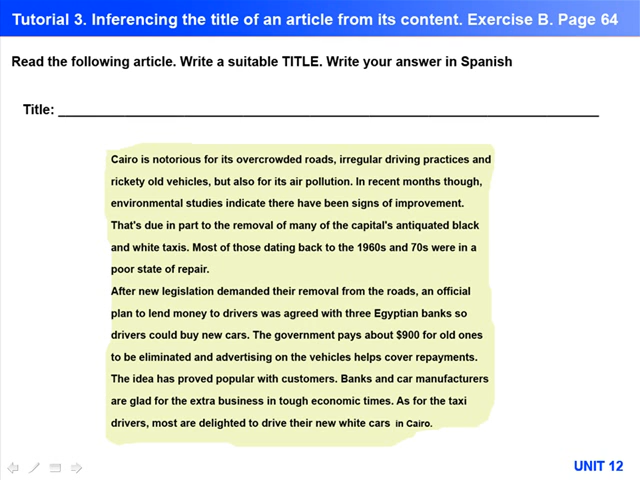 Tutorial 3. Inferencing the title of an article from its content. Exercise B. Page 64
Read the following article. Write a suitable TITLE. Write your answer in Spanish
Title: ______________________________________________________________________
Cairo is notorious for its overcrowded roads, irregular driving practices and
rickety old vehicles, but also for its air pollution. In recent months though,
environmental studies indicate there have been signs of improvement.
That's due in part to the removal of many of the capital's antiquated black
and white taxis. Most of those dating back to the 1960s and 70s were in a
poor state of repair.
After new legislation demanded their removal from the roads, an official
plan to lend money to drivers was agreed with three Egyptian banks so
drivers could buy new cars. The government pays about $900 for old ones
to be eliminated and advertising on the vehicles helps cover repayments.
The idea has proved popular with customers. Banks and car manufacturers
are glad for the extra business in tough economic times. As for the taxi
drivers, most are delighted to drive their new white cars in Cairo.
UNIT 12